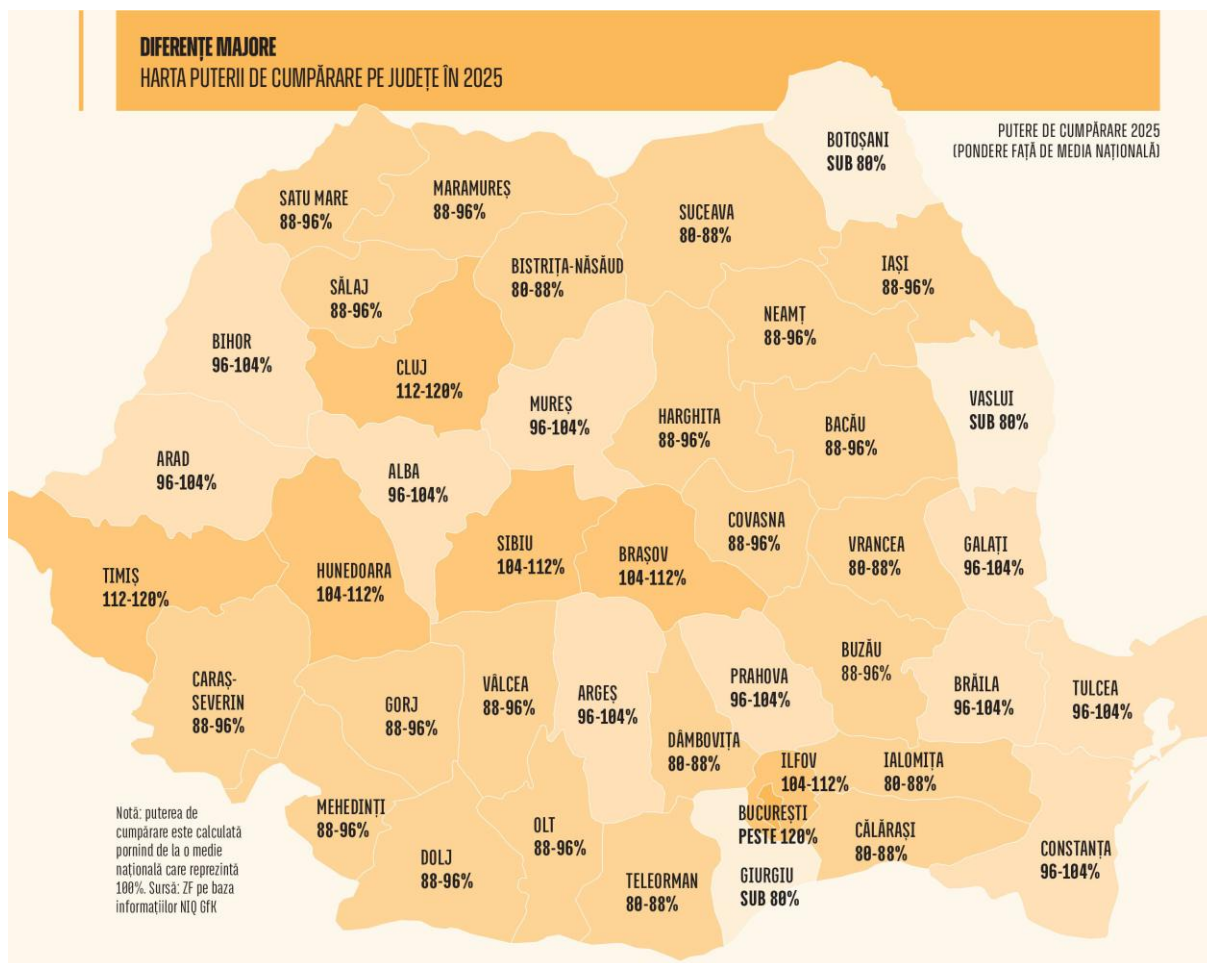 DIFERENȚE MAJORE
HARTA PUTERII DE CUMPĂRARE PE JUDEȚE ÎN 2025
PUTERE DE CUMPĂRARE 2025
(PONDERE FAȚĂ DE MEDIA NAȚIONALĂ)
BOTOȘANI
SUB 80%
SATU MARE
88-96%
MARAMUREȘ
88-96%
SUCEAVA
80-88%
IAȘI
88-96%
BISTRIȚA-NĂSĂUD
80-88%
SĂLAJ
88-96%
NEAMȚ
88-96%
BIHOR
96-104%
CLUJ
112-120%
MUREȘ
96-104%
HARGHITA
88-96%
BACĂU
88-96%
VASLUI
SUB 80%
ARAD
96-104%
ALBA
96-104%
SIBIU
104-112%
BRAȘOV
104-112%
COVASNA
88-96%
VRANCEA
80-88%
GALAȚI
96-104%
TIMIȘ
112-120%
HUNEDOARA
104-112%
CARAȘ-
SEVERIN
88-96%
GORJ
88-96%
VÂLCEA
88-96%
ARGEȘ
96-104%
PRAHOVA
96-104%
BUZĂU
88-96%
BRĂILA
96-104%
TULCEA
96-104%
DÂMBOVIȚA
80-88%
ILFOV
104-112%
IALOMIȚA
80-88%
BUCUREȘTI
PESTE 120%
CĂLĂRAȘI
80-88%
CONSTANȚA
96-104%
MEHEDINȚI
88-96%
DOLJ
88-96%
OLT
88-96%
TELEORMAN
80-88%
GIURGIU
SUB 80%
Notă: puterea de
cumpărare este calculată
pornind de la o medie
națională care reprezintă
100%. Sursă: ZF pe baza
informațiilor NIQ GfK